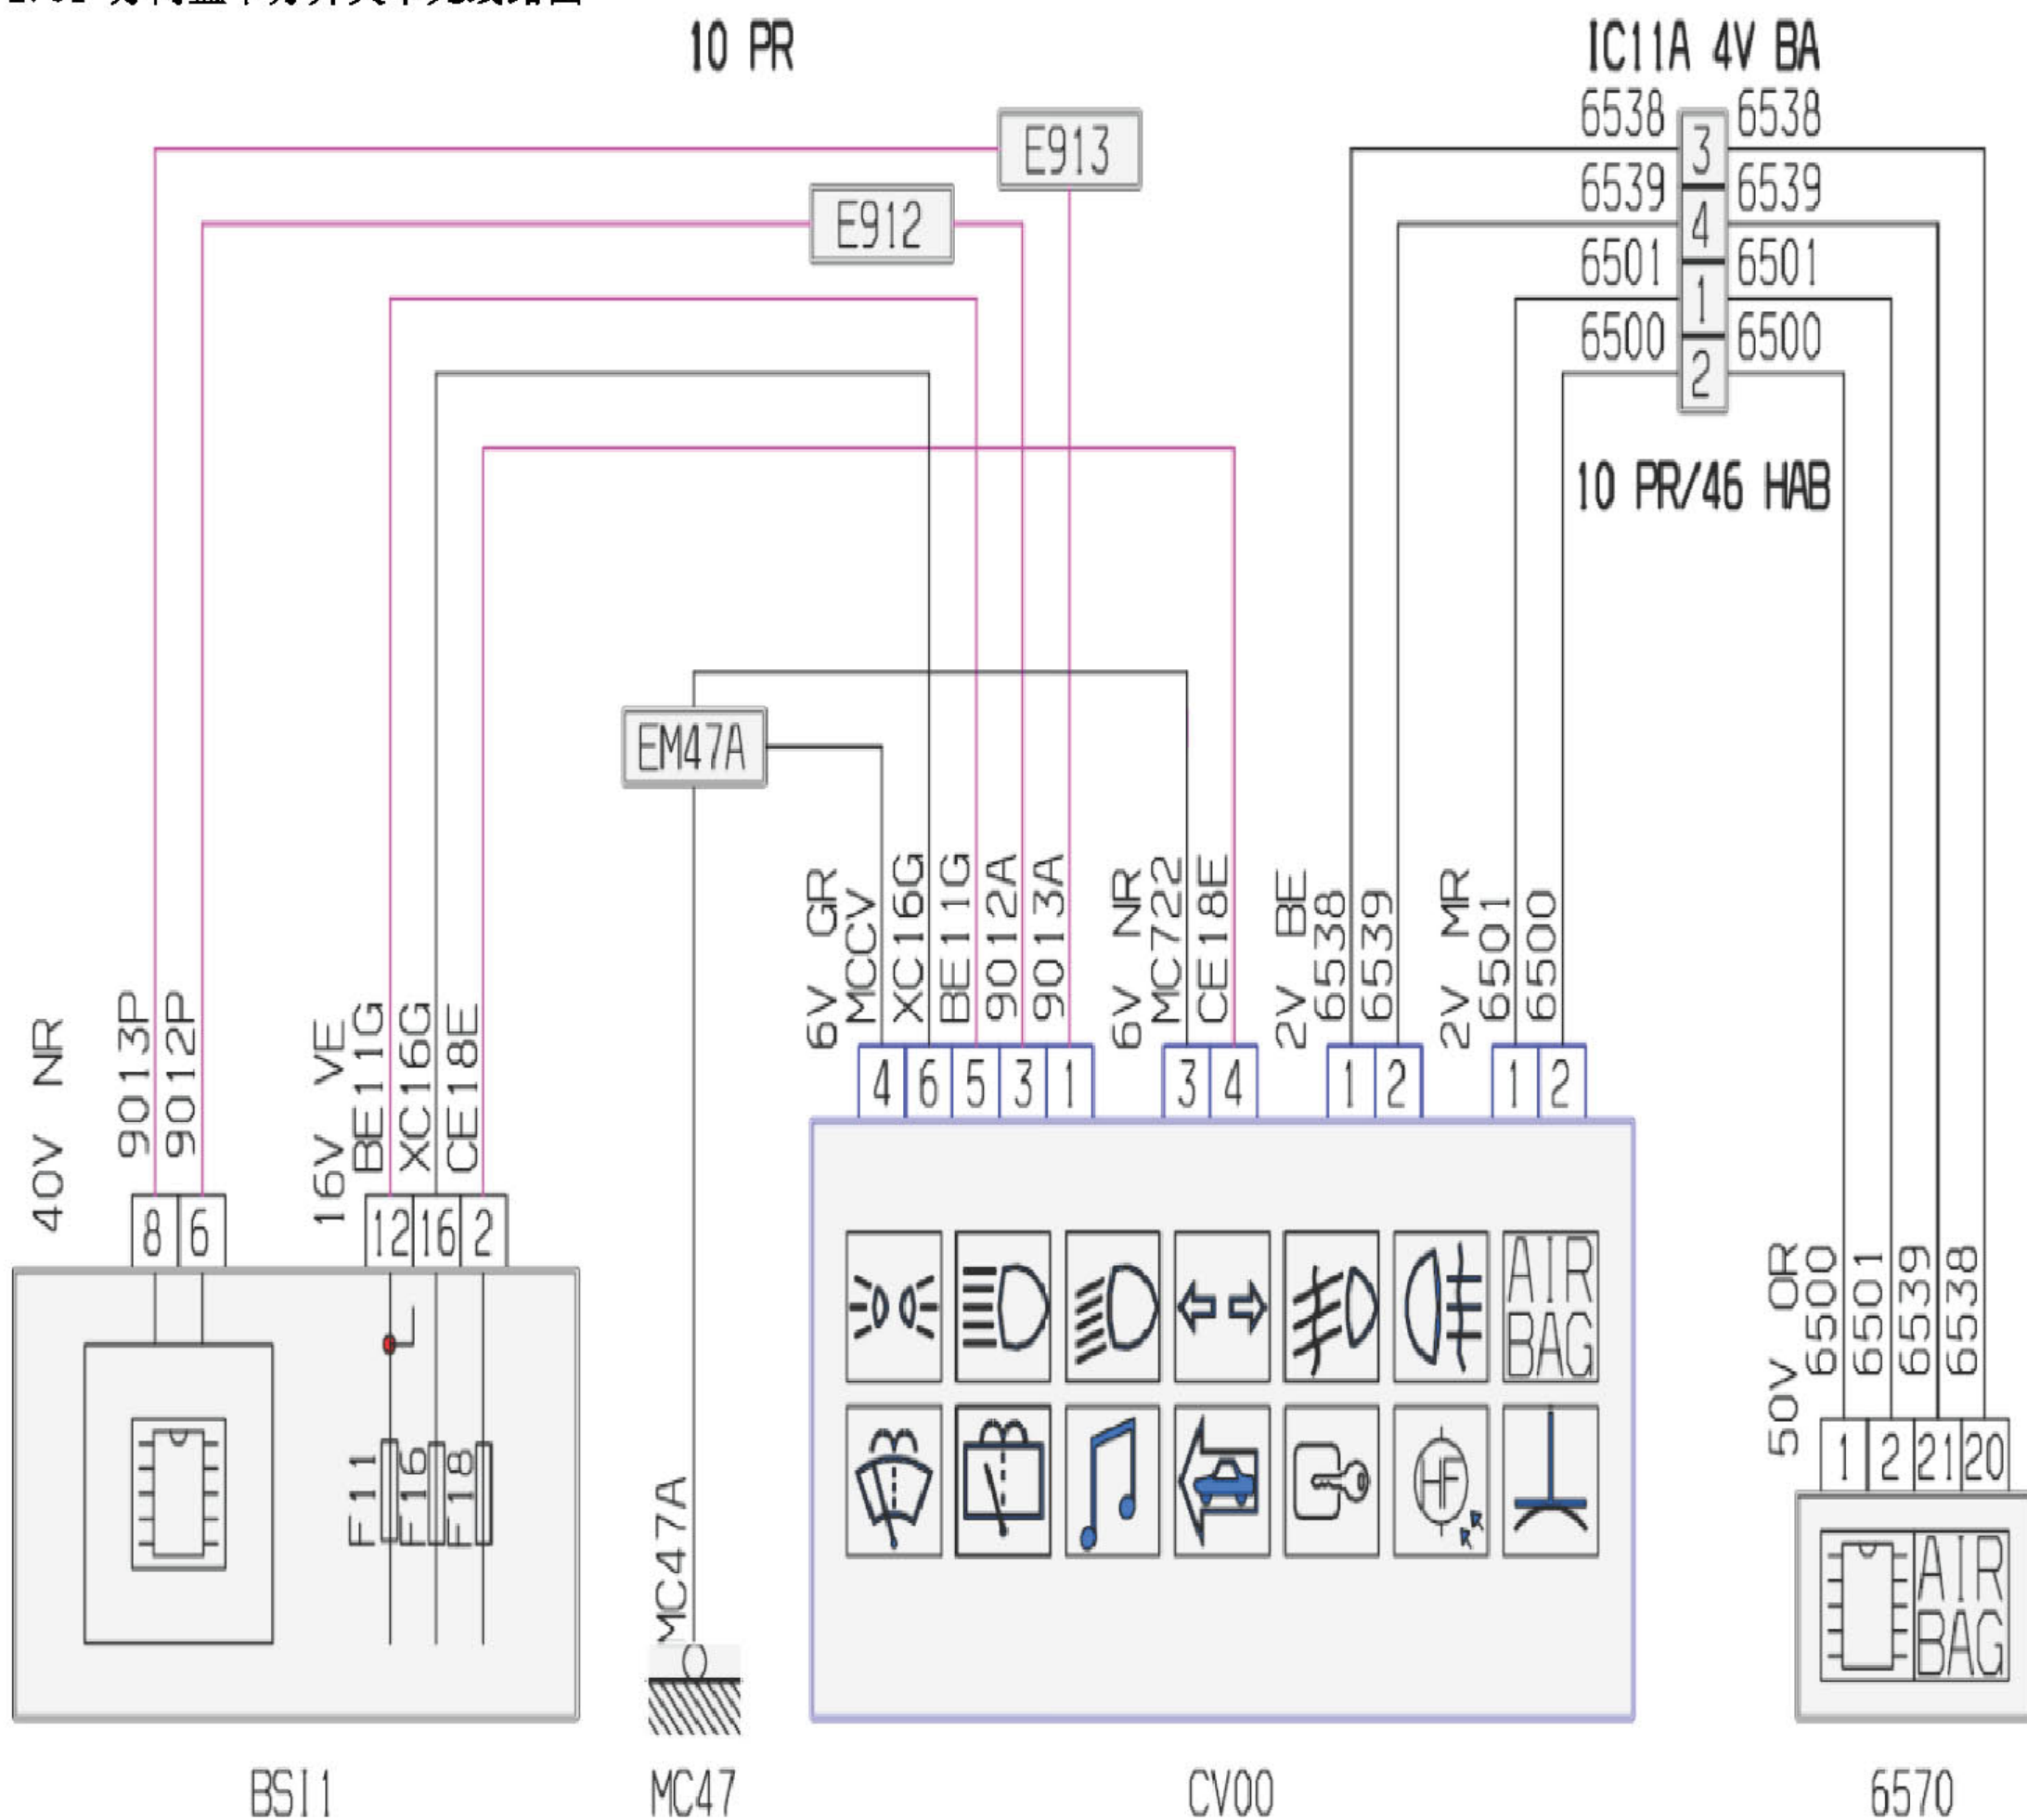 10 PR
IC11A 4V BA
6538 3 6538
6539 4 6539
6501 1 6501
6500 2 6500
10 PR/46 HAB
E913
E912
EM47A
40V NR
9013P
9012P
16V VE
BE11G
XC16G
CE18E
6V GR
MCCV
XC16G
BE11G
9012A
9013A
6V NR
MC722
CE18E
2V BE
6538
6539
2V MR
6501
6500
50V OR
6500
6501
6539
6538
4 6 5 3 1
3 4
1 2
1 2
8 6
12 16 2
1 2 21 20
F11
F16
F18
MC47A
AIR
BAG
HF
AIR
BAG
BSI1
MC47
CV00
6570